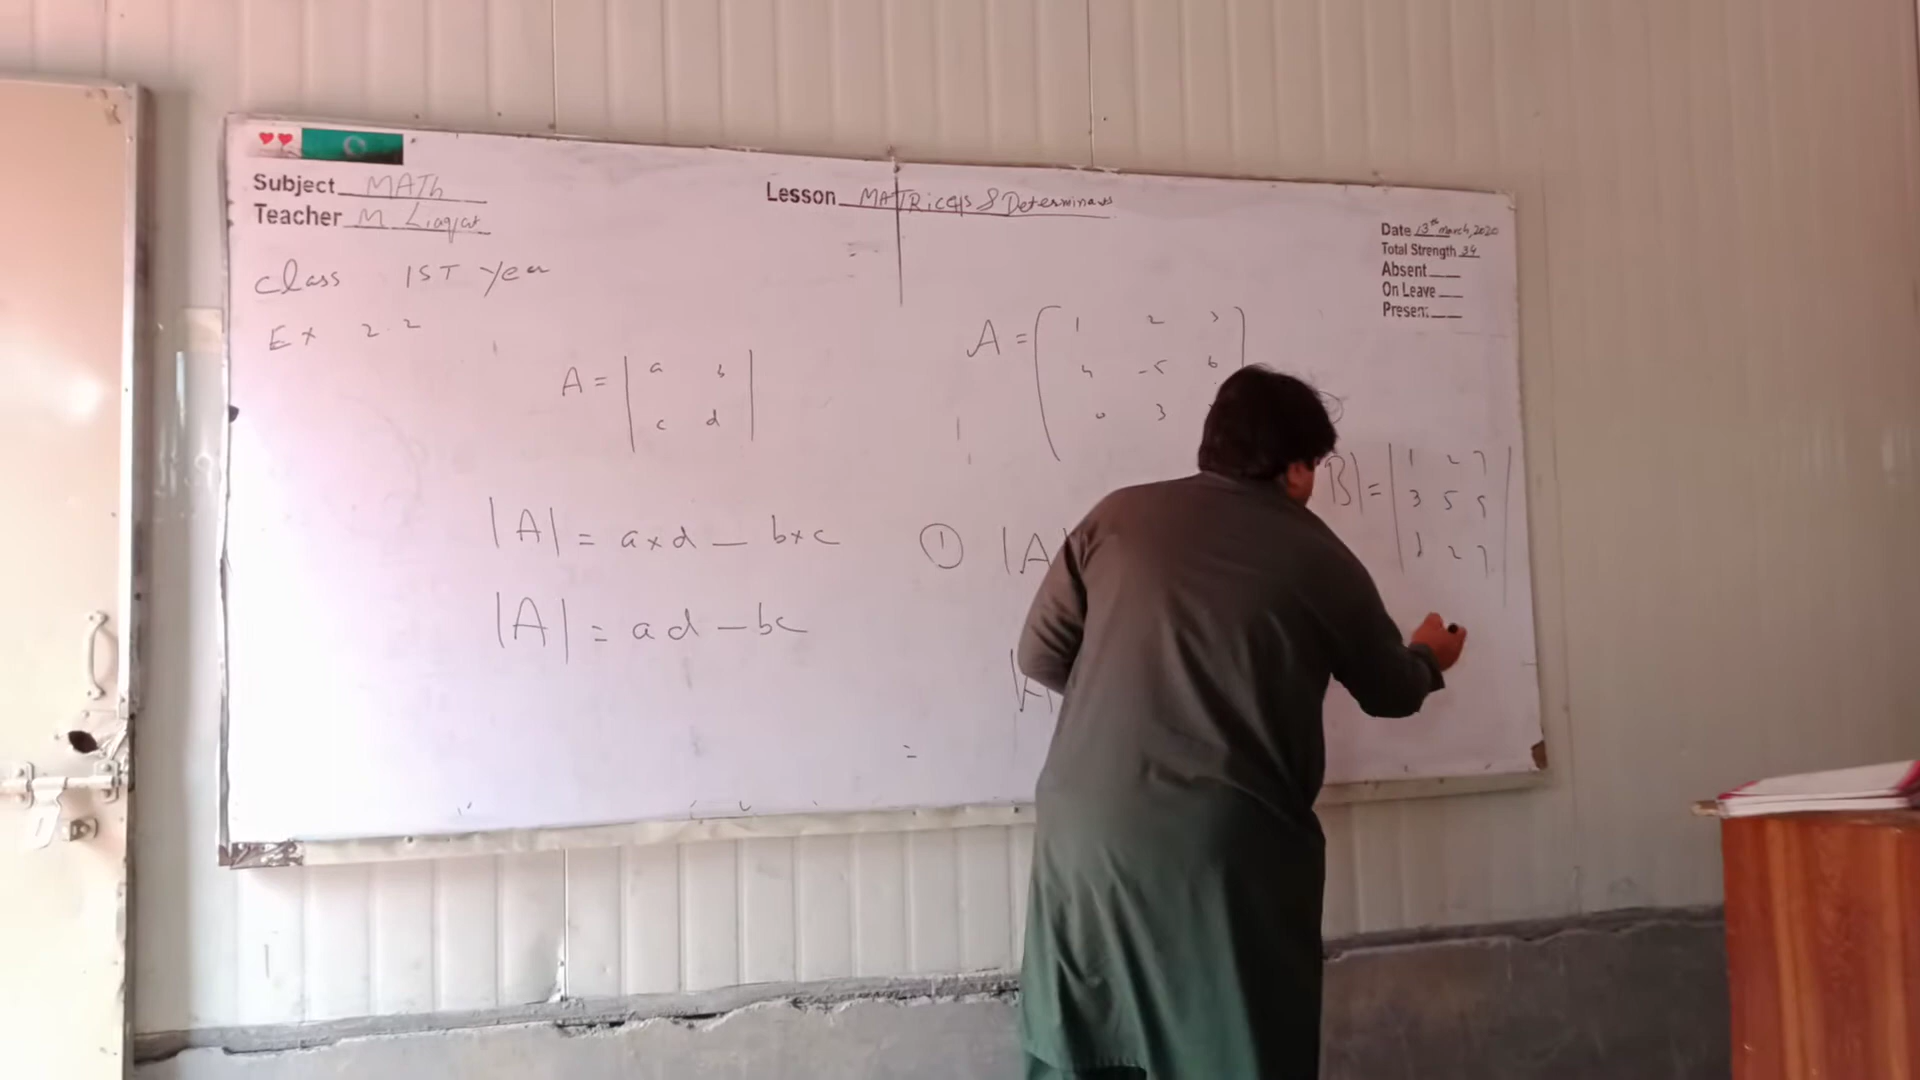 Subject MATh
Teacher M Liaqat
Lesson MATRices & Determinants
Date 13th march, 2020
Total Strength 34
Absent
On Leave
Present
Class 1ST Year
Ex 2.2
A = | a b
c d |
|A| = a×d – b×c
|A| = ad – bc
A = 1 2 3
4 -5 6
0 3
① |A|
B| = 1 2 7
3 5 9
1 2 7
=